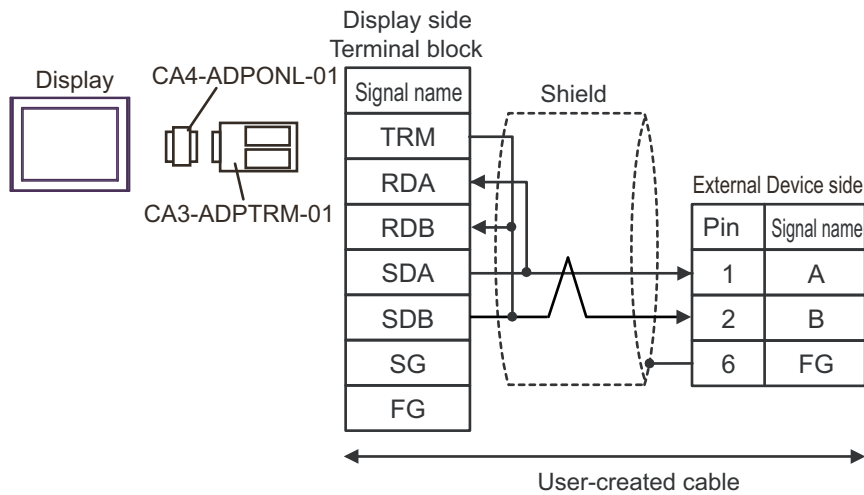 Display side
Terminal block
Display
CA4-ADPONL-01
CA3-ADPTRM-01
Signal name
TRM
RDA
RDB
SDA
SDB
SG
FG
Shield
External Device side
Pin Signal name
1 A
2 B
6 FG
User-created cable